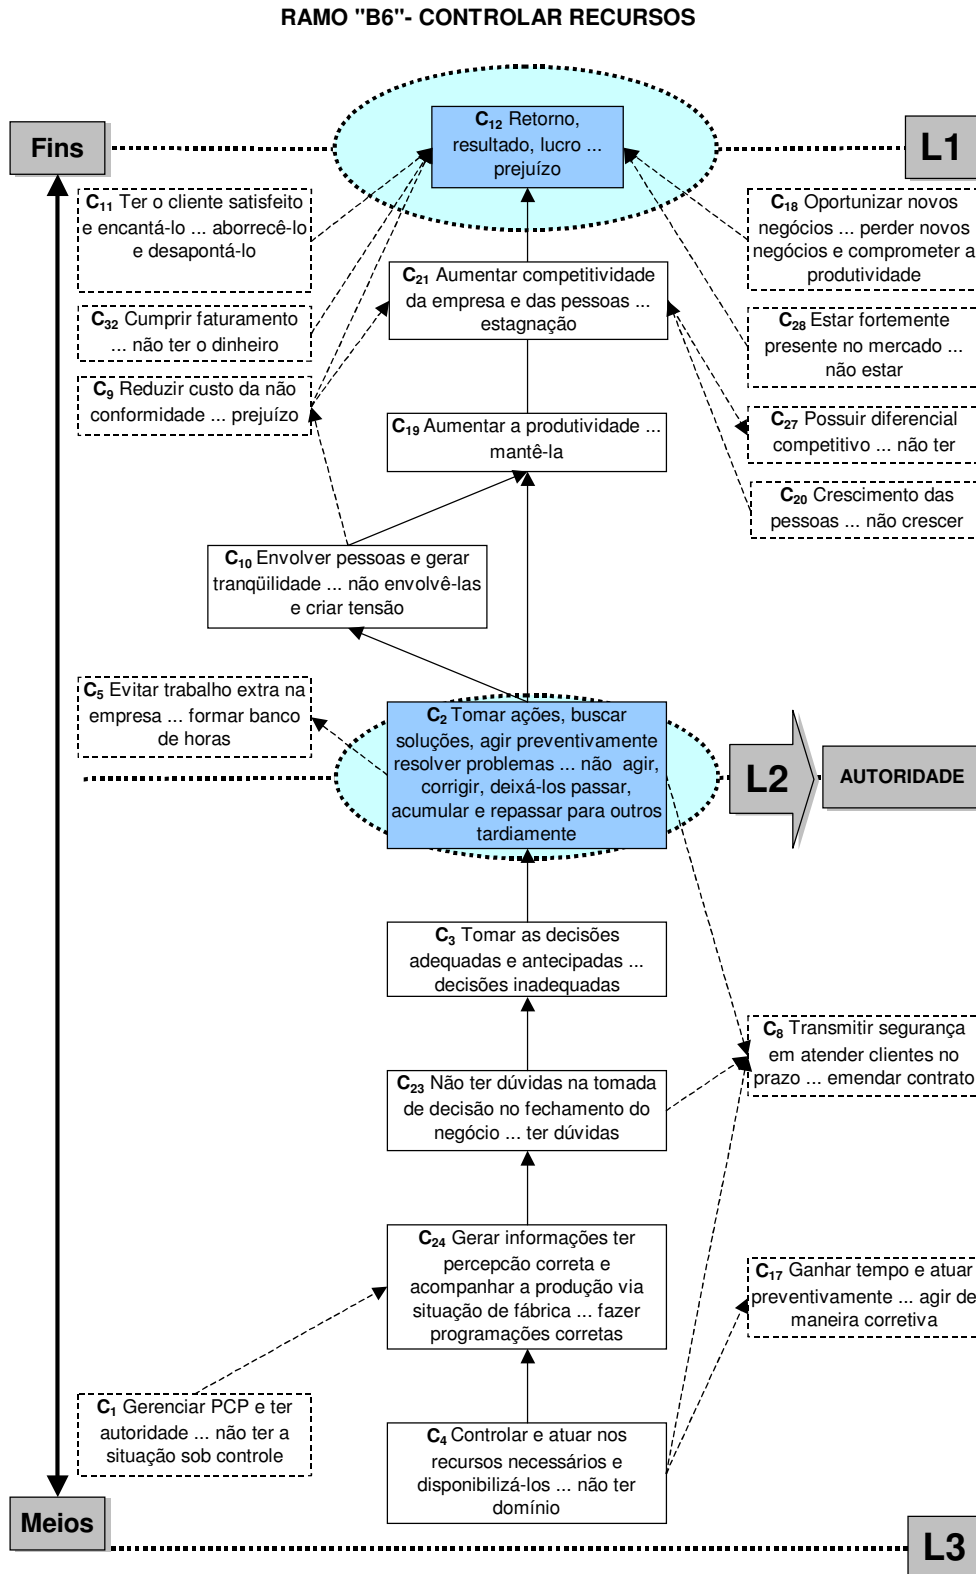 RAMO "B6"- CONTROLAR RECURSOS
Fins
L1
C12 Retorno,
resultado, lucro ...
prejuízo
C11 Ter o cliente satisfeito
e encantá-lo ... aborrecê-lo
e desapontá-lo
C18 Oportunizar novos
negócios ... perder novos
negócios e comprometer a
produtividade
C21 Aumentar competitividade
da empresa e das pessoas ...
estagnação
C32 Cumprir faturamento
... não ter o dinheiro
C28 Estar fortemente
presente no mercado ...
não estar
C9 Reduzir custo da não
conformidade ... prejuízo
C19 Aumentar a produtividade ...
mantê-la
C27 Possuir diferencial
competitivo ... não ter
C20 Crescimento das
pessoas ... não crescer
C10 Envolver pessoas e gerar
tranqüilidade ... não envolvê-las
e criar tensão
C5 Evitar trabalho extra na
empresa ... formar banco
de horas
C2 Tomar ações, buscar
soluções, agir preventivamente
resolver problemas ... não agir,
corrigir, deixá-los passar,
acumular e repassar para outros
tardiamente
L2
AUTORIDADE
C3 Tomar as decisões
adequadas e antecipadas ...
decisões inadequadas
C8 Transmitir segurança
em atender clientes no
prazo ... emendar contrato
C23 Não ter dúvidas na tomada
de decisão no fechamento do
negócio ... ter dúvidas
C24 Gerar informações ter
percepcão correta e
acompanhar a produção via
situação de fábrica ... fazer
programações corretas
C17 Ganhar tempo e atuar
preventivamente ... agir de
maneira corretiva
C1 Gerenciar PCP e ter
autoridade ... não ter a
situação sob controle
C4 Controlar e atuar nos
recursos necessários e
disponibilizá-los ... não ter
domínio
Meios
L3